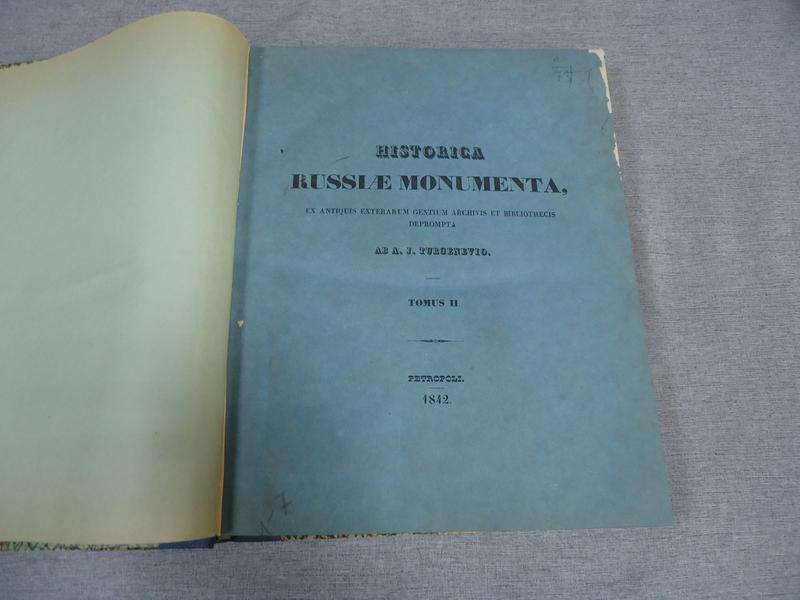 HISTORICA
RUSSIÆ MONUMENTA,
EX ANTIQUIS EXTERARUM GENTIUM ARCHIVIS ET BIBLIOTHECIS
DEPROMPTA
AB A. J. TURGENEVIO.
TOMUS II.
PETROPOLI.
1842.